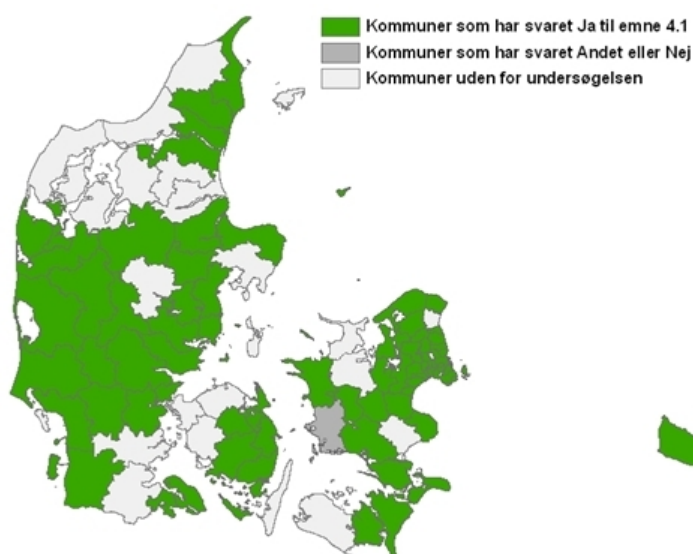 Kommuner som har svaret Ja til emne 4.1
Kommuner som har svaret Andet eller Nej
Kommuner uden for undersøgelsen